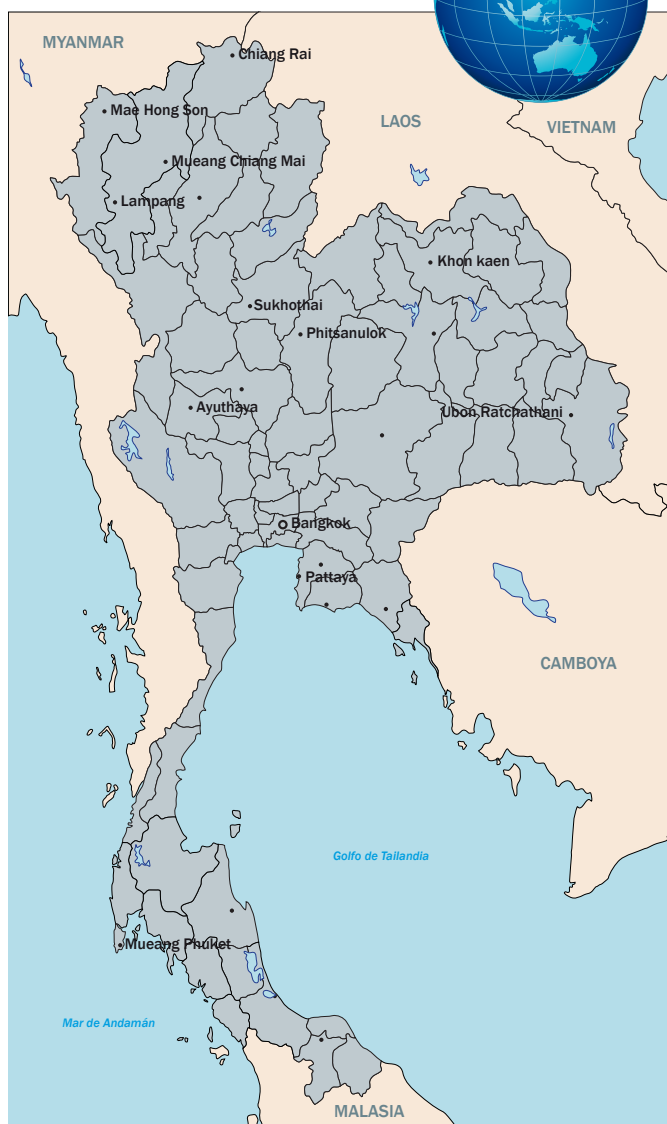 MYANMAR
Chiang Rai
Mae Hong Son
LAOS
VIETNAM
Mueang Chiang Mai
Lampang
Khon kaen
Sukhothai
Phitsanulok
Ayuthaya
Ubon Ratchathani
Bangkok
Pattaya
CAMBOYA
Golfo de Tailandia
Mueang Phuket
Mar de Andamán
MALASIA